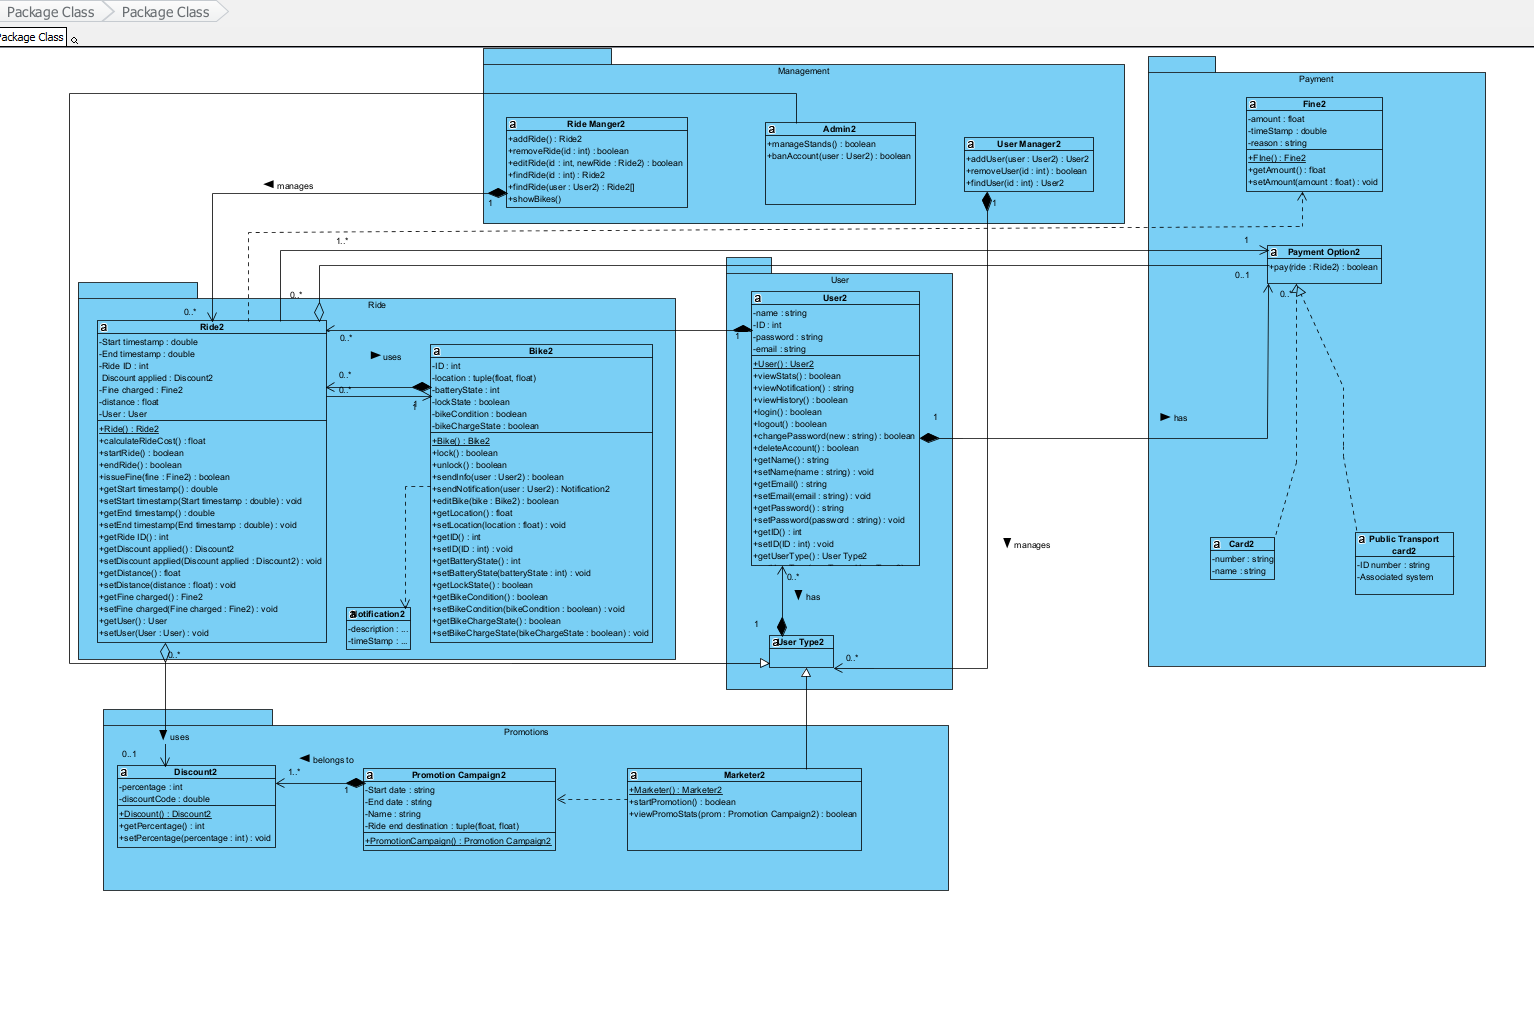 Package Class
Package Class
Package Class
Management
Ride Manger2
+addRide() : Ride2
+removeRide(id : int) : boolean
+editRide(id : int, newRide : Ride2) : boolean
+findRide(id : int) : Ride2
+findRide(user : User2) : Ride2[]
+showBikes()
Admin2
+manageStands() : boolean
+banAccount(user : User2) : boolean
User Manager2
+addUser(user : User2) : User2
+removeUser(id : int) : boolean
+findUser(id : int) : User2
Payment
Fine2
-amount : float
-timeStamp : double
-reason : string
+FIne() : Fine2
+getAmount() : float
+setAmount(amount : float) : void
Payment Option2
+pay(ride : Ride2) : boolean
Card2
-number : string
-name : string
Public Transport
card2
-ID number : string
-Associated system
manages
1
1
1..*
1
0..1
0..*
0..*
0..*
Ride
Ride2
-Start timestamp : double
-End timestamp : double
-Ride ID : int
Discount applied : Discount2
-Fine charged : Fine2
-distance : float
-User : User
+Ride() : Ride2
+calculateRideCost() : float
+startRide() : boolean
+endRide() : boolean
+issueFine(fine : Fine2) : boolean
+getStart timestamp() : double
+setStart timestamp(Start timestamp : double) : void
+getEnd timestamp() : double
+setEnd timestamp(End timestamp : double) : void
+getRide ID() : int
+getDiscount applied() : Discount2
+setDiscount applied(Discount applied : Discount2) : void
+getDistance() : float
+setDistance(distance : float) : void
+getFine charged() : Fine2
+setFine charged(Fine charged : Fine2) : void
+getUser() : User
+setUser(User : User) : void
0..*
uses
0..*
0..*
1
1
Bike2
-ID : int
-location : tuple(float, float)
-batteryState : int
-lockState : boolean
-bikeCondition : boolean
-bikeChargeState : boolean
+Bike() : Bike2
+lock() : boolean
+unlock() : boolean
+sendInfo(user : User2) : boolean
+sendNotification(user : User2) : Notification2
+editBike(bike : Bike2) : boolean
+getLocation() : float
+setLocation(location : float) : void
+getID() : int
+setID(ID : int) : void
+getBatteryState() : int
+setBatteryState(batteryState : int) : void
+getLockState() : boolean
+getBikeCondition() : boolean
+setBikeCondition(bikeCondition : boolean) : void
+getBikeChargeState() : boolean
+setBikeChargeState(bikeChargeState : boolean) : void
Notification2
-description : ...
-timeStamp : ...
User
User2
-name : string
-ID : int
-password : string
-email : string
+User() : User2
+viewStats() : boolean
+viewNotification() : string
+viewHistory() : boolean
+login() : boolean
+logout() : boolean
+changePassword(new : string) : boolean
+deleteAccount() : boolean
+getName() : string
+setName(name : string) : void
+getEmail() : string
+setEmail(email : string) : void
+getPassword() : string
+setPassword(password : string) : void
+getID() : int
+setID(ID : int) : void
+getUserType() : User Type2
1
1
has
manages
0..*
has
1
User Type2
0..*
0..*
uses
0..1
Promotions
Discount2
-percentage : int
-discountCode : double
+Discount() : Discount2
+getPercentage() : int
+setPercentage(percentage : int) : void
belongs to
1..*
1
Promotion Campaign2
-Start date : string
-End date : string
-Name : string
-Ride end destination : tuple(float, float)
+PromotionCampaign() : Promotion Campaign2
Marketer2
+Marketer() : Marketer2
+startPromotion() : boolean
+viewPromoStats(prom : Promotion Campaign2) : boolean